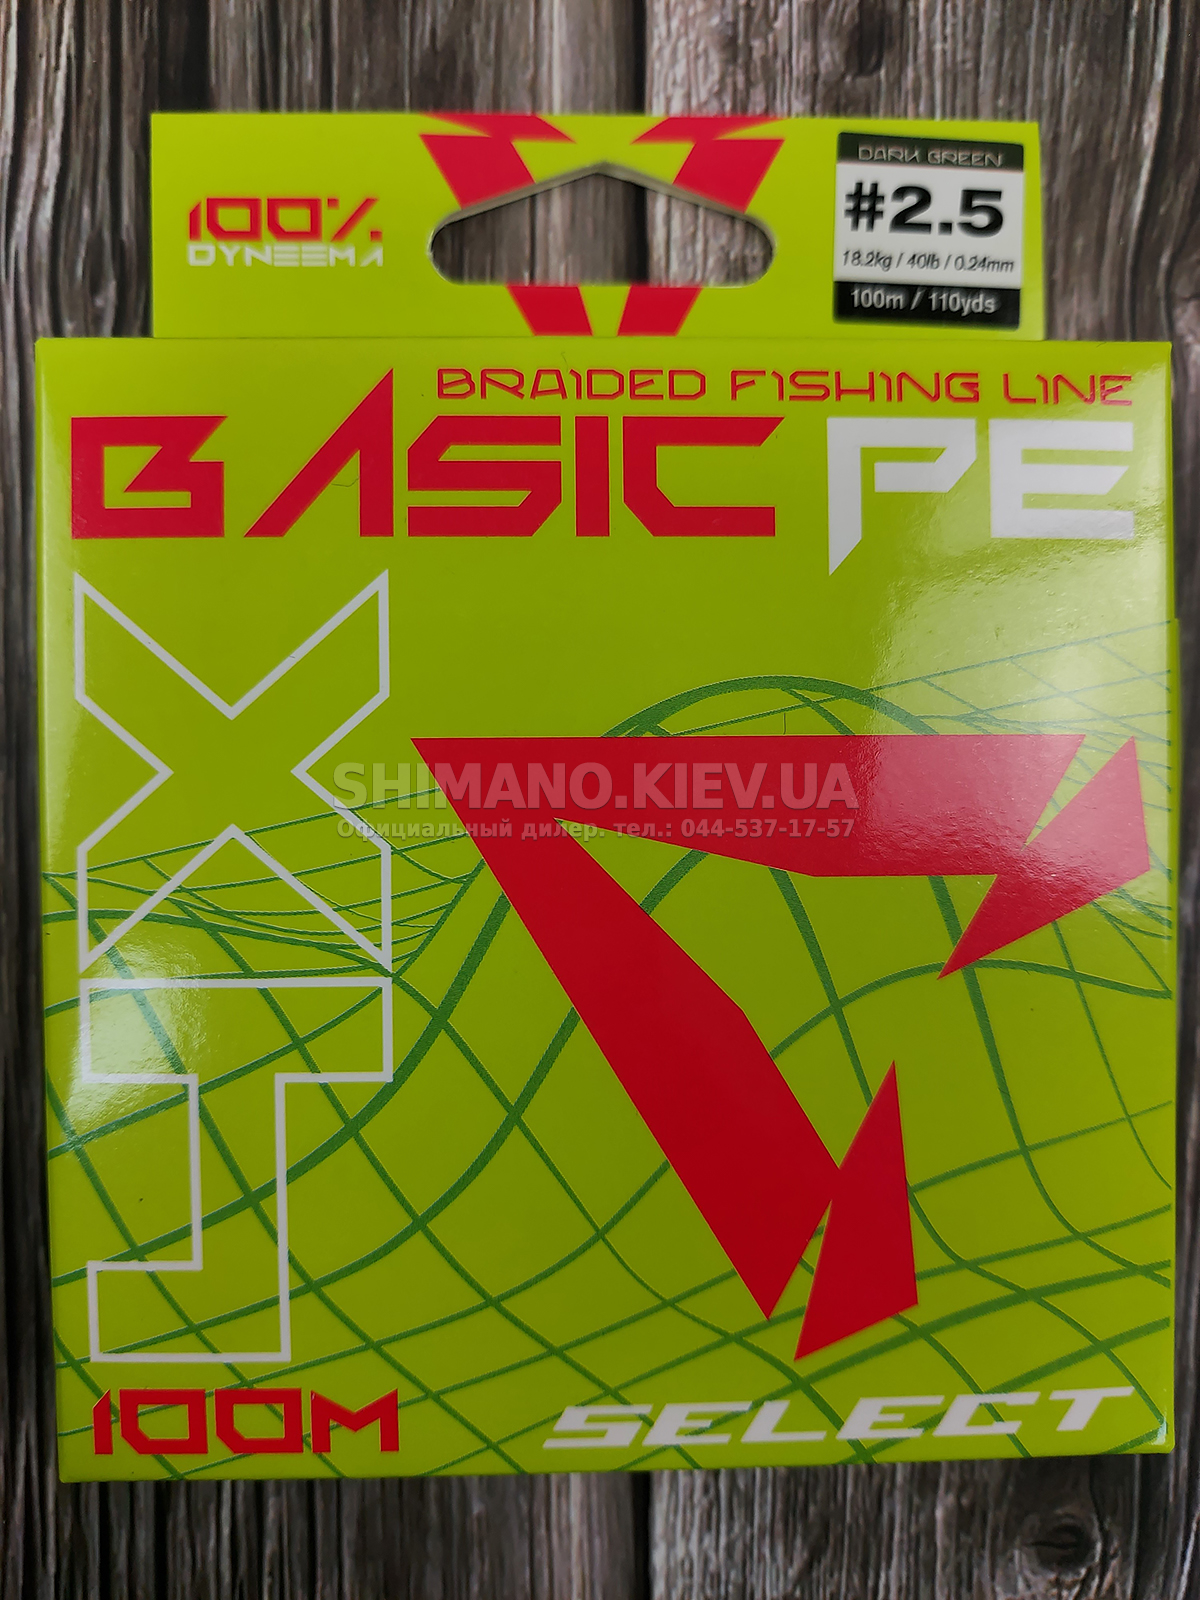 100%
DYNEEMA
DARK GREEN
#2.5
18.2kg / 40lb / 0.24mm
100m / 110yds
BRAIDED FISHING LINE
BASIC PE
SHIMANO.KIEV.UA
Официальный дилер. тел.: 044-537-17-57
100M
SELECT